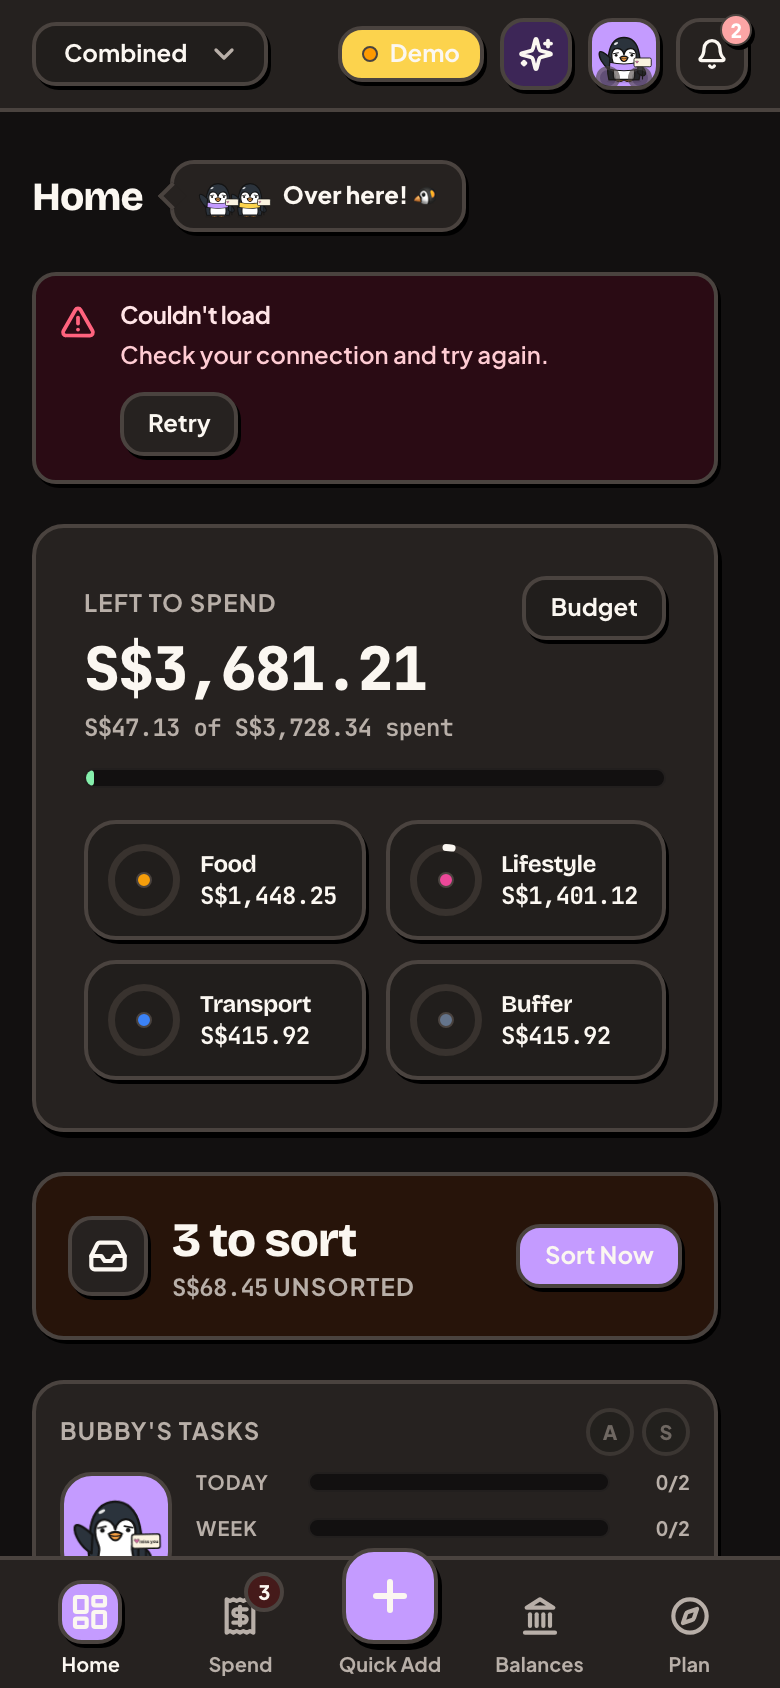 Combined
Demo
2
Home
Over here!
Couldn't load
Check your connection and try again.
Retry
LEFT TO SPEND
Budget
S$3,681.21
S$47.13 of S$3,728.34 spent
Food
S$1,448.25
Lifestyle
S$1,401.12
Transport
S$415.92
Buffer
S$415.92
3 to sort
S$68.45 UNSORTED
Sort Now
BUBBY'S TASKS
A
S
TODAY
0/2
WEEK
0/2
3
Home
Spend
Quick Add
Balances
Plan